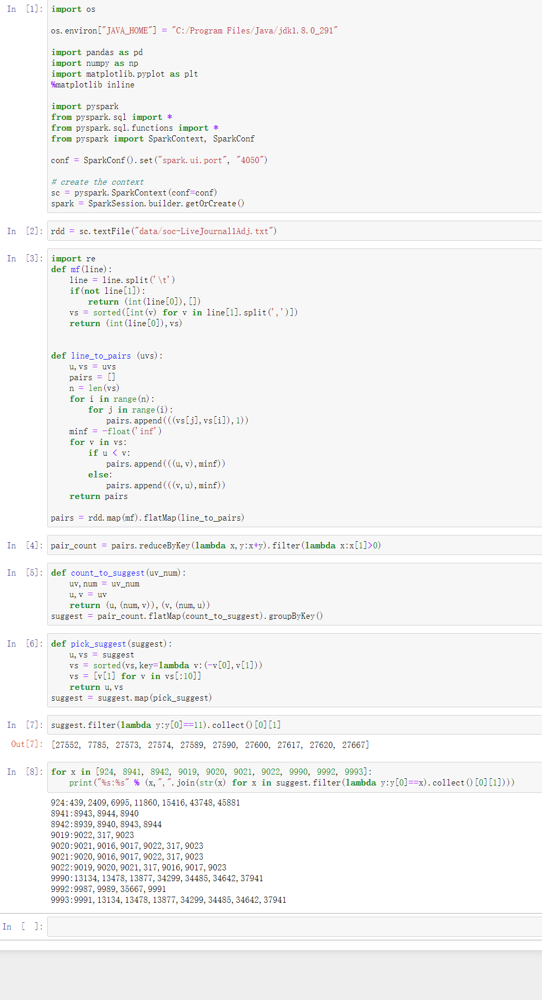 In [1]: import os
os.environ["JAVA_HOME"] = "C:/Program Files/Java/jdk1.8.0_291"
import pandas as pd
import numpy as np
import matplotlib.pyplot as plt
%matplotlib inline
import pyspark
from pyspark.sql import *
from pyspark.sql.functions import *
from pyspark import SparkContext, SparkConf
conf = SparkConf().set("spark.ui.port", "4050")
# create the context
sc = pyspark.SparkContext(conf=conf)
spark = SparkSession.builder.getOrCreate()
In [2]: rdd = sc.textFile("data/soc-LiveJournal1Adj.txt")
In [3]: import re
def mf(line):
    line = line.split('\t')
    if(not line[1]):
        return (int(line[0]),[])
    vs = sorted([int(v) for v in line[1].split(',')])
    return (int(line[0]),vs)
def line_to_pairs (uvs):
    u,vs = uvs
    pairs = []
    n = len(vs)
    for i in range(n):
        for j in range(i):
            pairs.append(((vs[j],vs[i]),1))
    minf = -float('inf')
    for v in vs:
        if u < v:
            pairs.append(((u,v),minf))
        else:
            pairs.append(((v,u),minf))
    return pairs
pairs = rdd.map(mf).flatMap(line_to_pairs)
In [4]: pair_count = pairs.reduceByKey(lambda x,y:x+y).filter(lambda x:x[1]>0)
In [5]: def count_to_suggest(uv_num):
    uv,num = uv_num
    u,v = uv
    return (u,(num,v)),(v,(num,u))
suggest = pair_count.flatMap(count_to_suggest).groupByKey()
In [6]: def pick_suggest(suggest):
    u,vs = suggest
    vs = sorted(vs,key=lambda v:(-v[0],v[1]))
    vs = [v[1] for v in vs[:10]]
    return u,vs
suggest = suggest.map(pick_suggest)
In [7]: suggest.filter(lambda y:y[0]==11).collect()[0][1]
Out[7]: [27552, 7785, 27573, 27574, 27589, 27590, 27600, 27617, 27620, 27667]
In [8]: for x in [924, 8941, 8942, 9019, 9020, 9021, 9022, 9990, 9992, 9993]:
    print("%s:%s" % (x,",".join(str(x) for x in suggest.filter(lambda y:y[0]==x).collect()[0][1])))
924:439,2409,6995,11860,15416,43748,45881
8941:8943,8944,8940
8942:8939,8940,8943,8944
9019:9022,317,9023
9020:9021,9016,9017,9022,317,9023
9021:9020,9016,9017,9022,317,9023
9022:9019,9020,9021,317,9016,9017,9023
9990:13134,13478,13877,34299,34485,34642,37941
9992:9987,9989,35667,9991
9993:9991,13134,13478,13877,34299,34485,34642,37941
In [ ]: